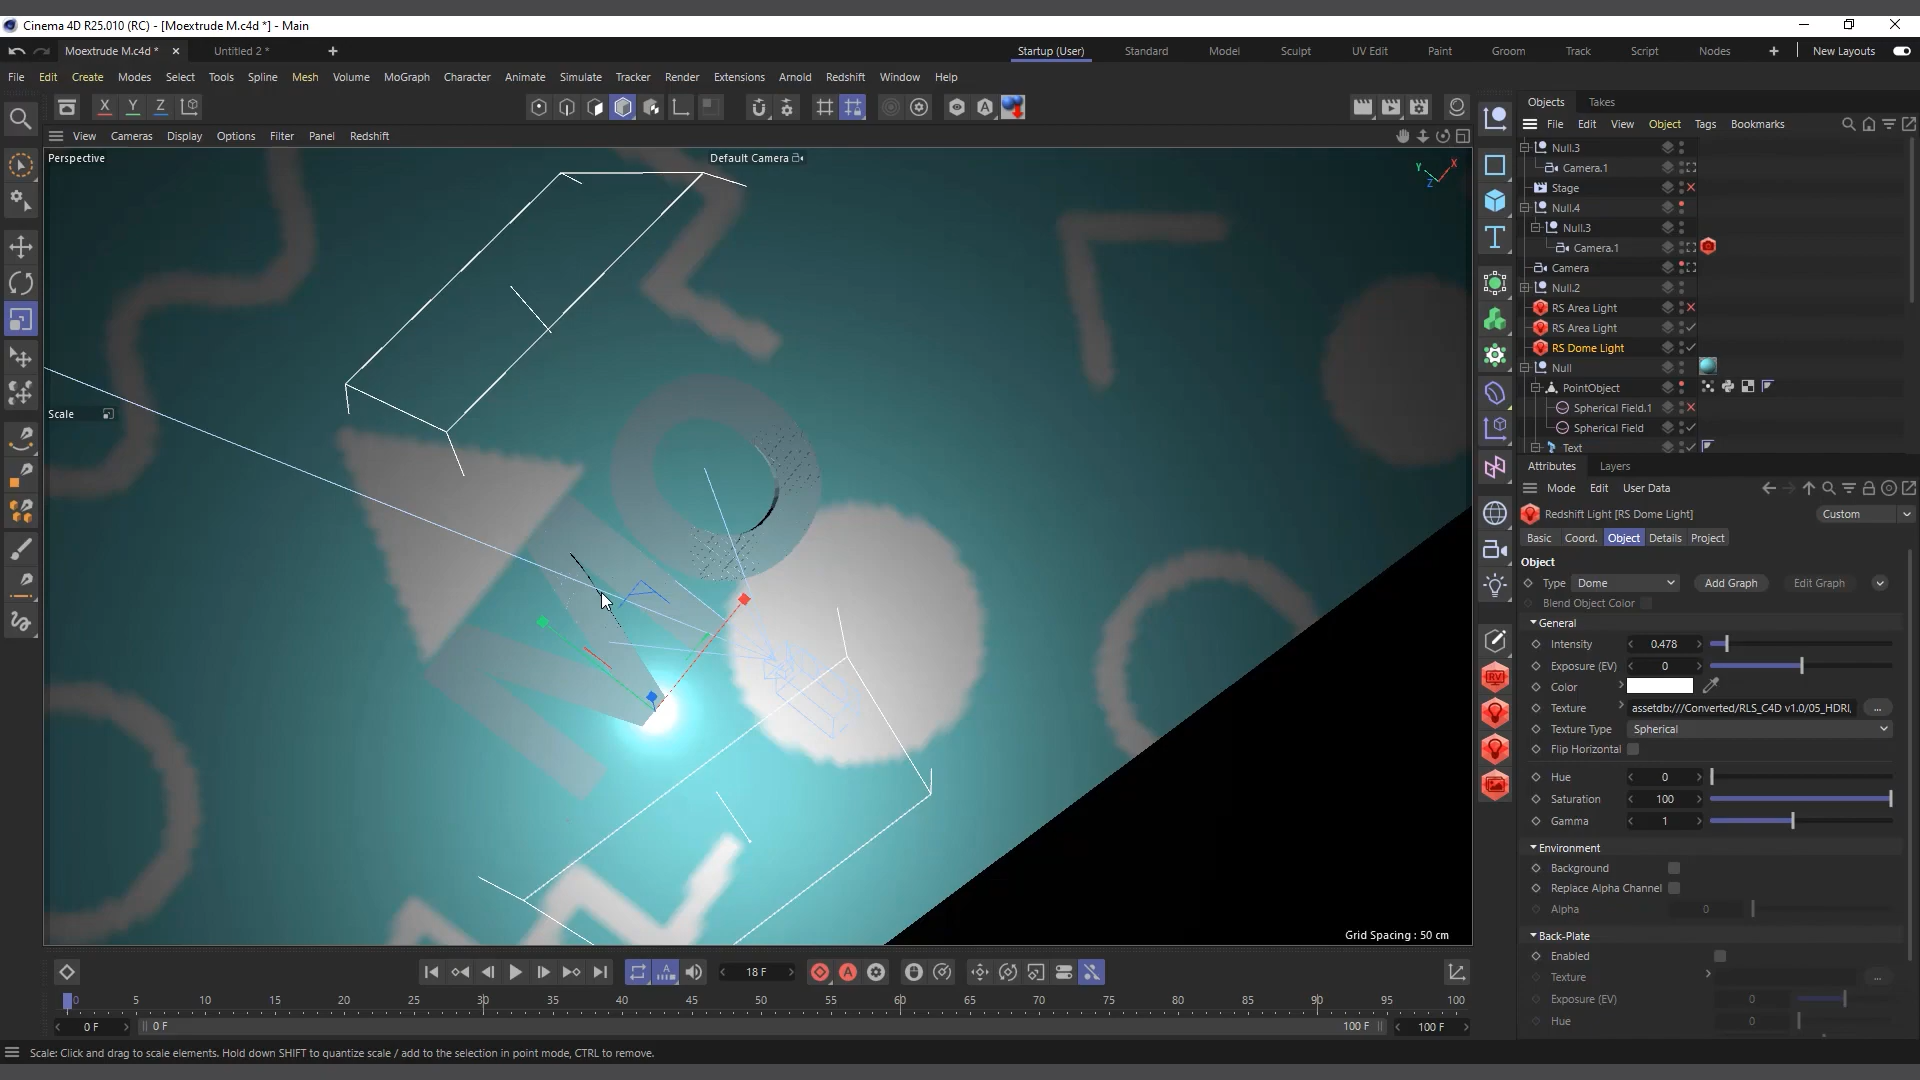 Cinema 4D R25.010 (RC) - [Moextrude M.c4d *] - Main
Moextrude M.c4d *
Untitled 2 *
Startup (User)
Standard
Model
Sculpt
UV Edit
Paint
Groom
Track
Script
Nodes
New Layouts
File Edit Create Modes Select Tools Spline Mesh Volume MoGraph Character Animate Simulate Tracker Render Extensions Arnold Redshift Window Help
X Y Z
View Cameras Display Options Filter Panel Redshift
Perspective
Default Camera
Y X Z
Scale
Grid Spacing : 50 cm
Objects Takes
File Edit View Object Tags Bookmarks
Null.3
Camera.1
Stage
Null.4
Null.3
Camera.1
Camera
Null.2
RS Area Light
RS Area Light
RS Dome Light
Null
PointObject
Spherical Field.1
Spherical Field
Text
Attributes Layers
Mode Edit User Data
Redshift Light [RS Dome Light]
Custom
Basic Coord. Object Details Project
Object
Type Dome Add Graph Edit Graph
Blend Object Color
General
Intensity 0.478
Exposure (EV) 0
Color
Texture assetdb:///Converted/RLS_C4D v1.0/05_HDRI, ...
Texture Type Spherical
Flip Horizontal
Hue 0
Saturation 100
Gamma 1
Environment
Background
Replace Alpha Channel
Alpha 0
Back-Plate
Enabled
Texture ...
Exposure (EV) 0
Hue 0
RV
18 F
0 5 10 15 20 25 30 35 40 45 50 55 60 65 70 75 80 85 90 95 100
0 F 0 F 100 F 100 F
Scale: Click and drag to scale elements. Hold down SHIFT to quantize scale / add to the selection in point mode, CTRL to remove.